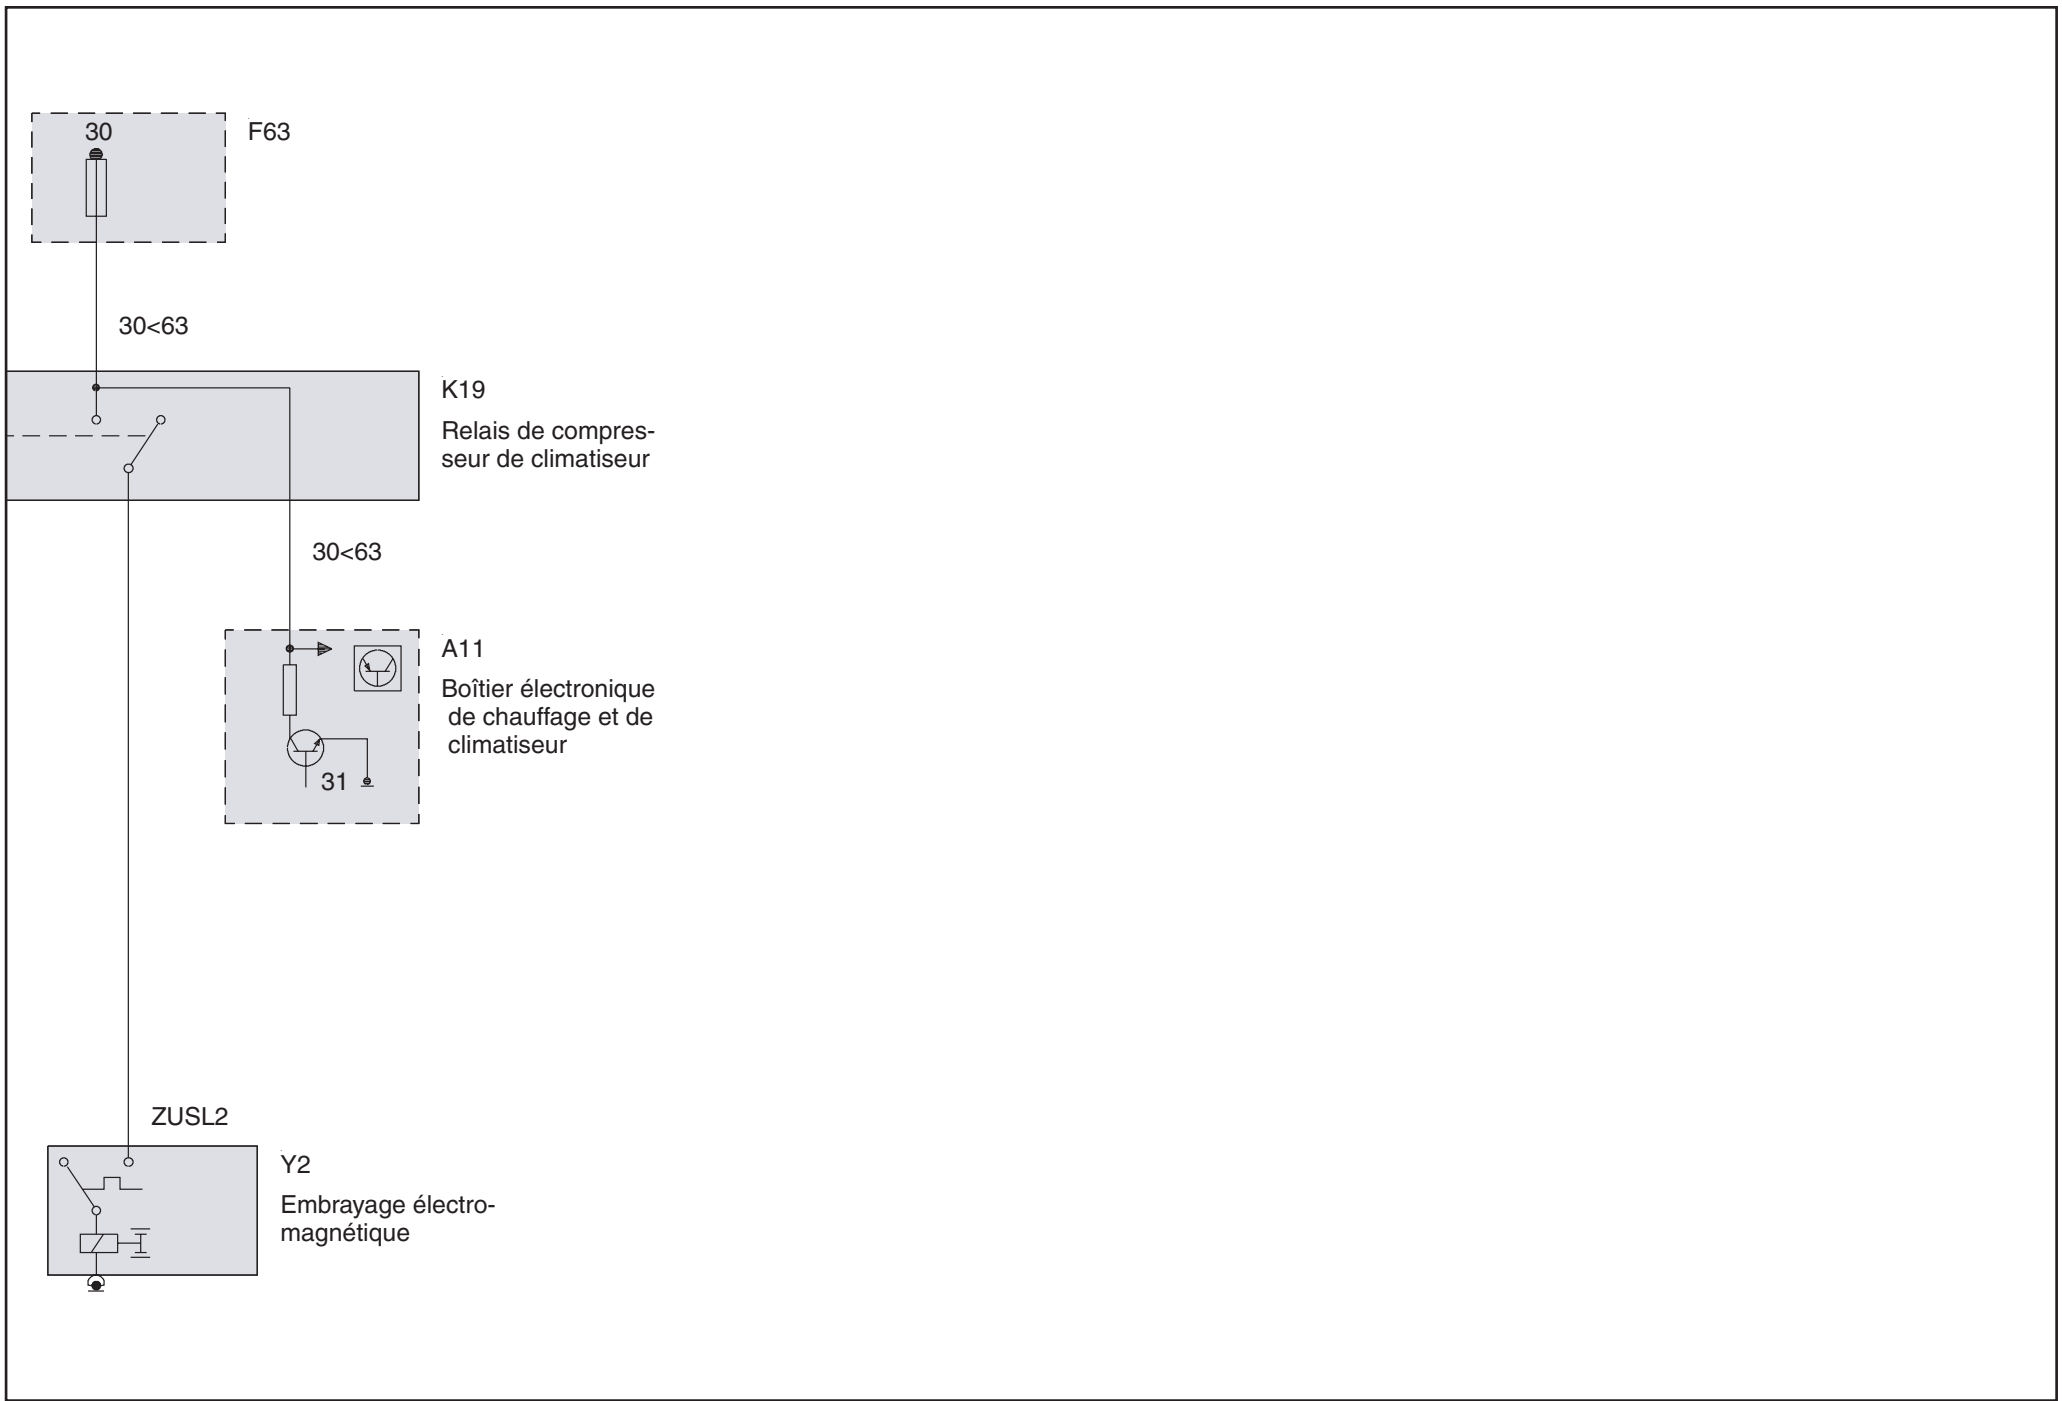 30
F63
30<63
K19
Relais de compres-
seur de climatiseur
30<63
A11
Boîtier électronique
de chauffage et de
climatiseur
31
ZUSL2
Y2
Embrayage électro-
magnétique